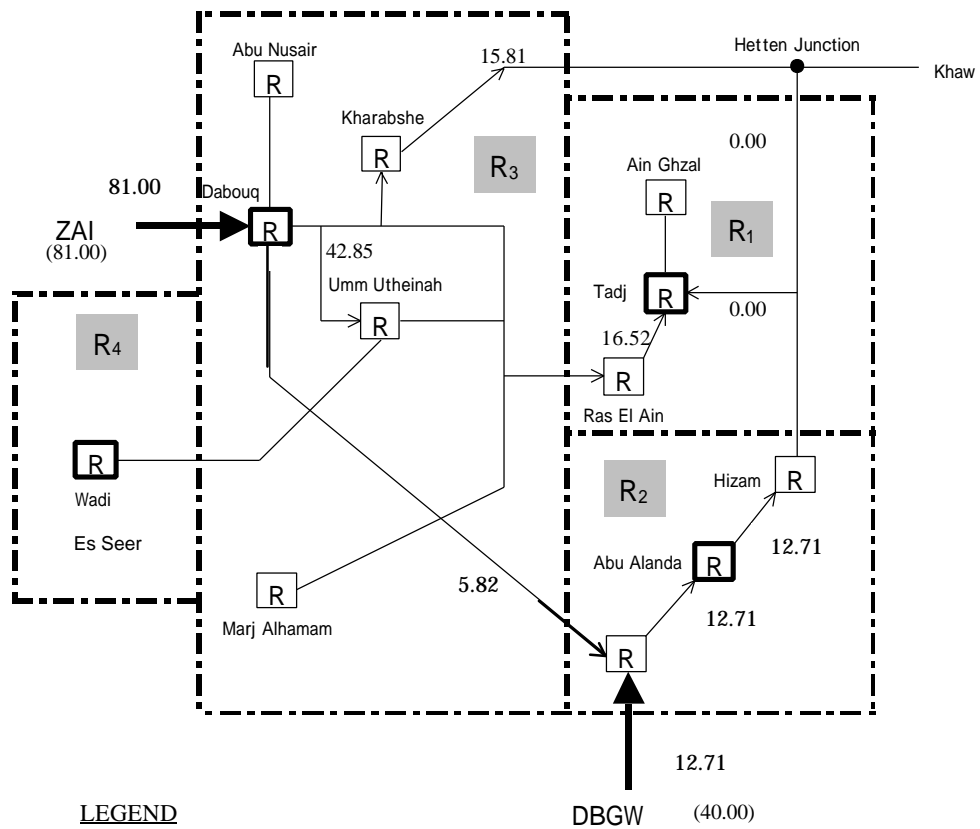 Hetten Junction
Abu Nusair
15.81
Khaw
R
Kharabshe
0.00
R
R3
Ain Ghzal
81.00
Dabouq
R
R1
ZAI
R
(81.00)
42.85
Umm Utheinah
Tadj
R
0.00
R
R4
16.52
R
Ras El Ain
R
Hizam
R
R2
Wadi
Es Seer
12.71
Abu Alanda
R
R
5.82
Marj Alhamam
12.71
R
12.71
LEGEND
DBGW
(40.00)